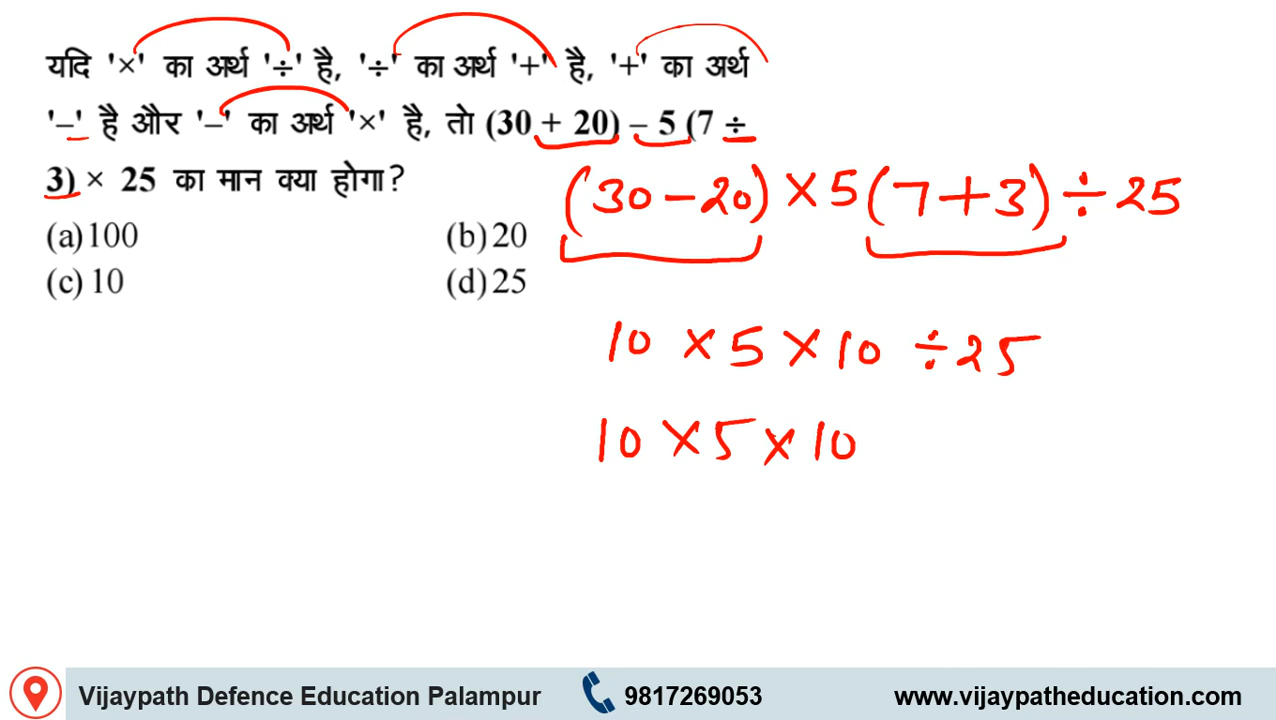 यदि '×' का अर्थ '÷' है, '÷' का अर्थ '+' है, '+' का अर्थ
'–' है और '–' का अर्थ '×' है, तो (30 + 20) – 5 (7 ÷
3) × 25 का मान क्या होगा?
(a) 100 (b) 20
(c) 10 (d) 25
(30 – 20) × 5 (7 + 3) ÷ 25
10 × 5 × 10 ÷ 25
10 × 5 × 10
Vijaypath Defence Education Palampur 9817269053 www.vijaypatheducation.com